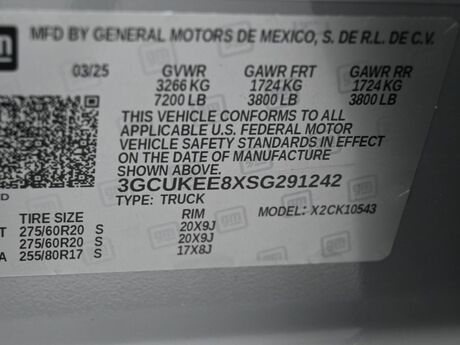 gm MFD BY GENERAL MOTORS DE MEXICO, S. DE R.L. DE C.V.
03/25 GVWR GAWR FRT GAWR RR
3266 KG 1724 KG 1724 KG
7200 LB 3800 LB 3800 LB
THIS VEHICLE CONFORMS TO ALL
APPLICABLE U.S. FEDERAL MOTOR
VEHICLE SAFETY STANDARDS IN EFFECT
ON THE DATE OF MANUFACTURE
SHOWN ABOVE.
3GCUKEE8XSG291242
TYPE: TRUCK MODEL: X2CK10543
TIRE SIZE RIM
T 275/60R20 S 20X9J
275/60R20 S 20X9J
A 255/80R17 S 17X8J